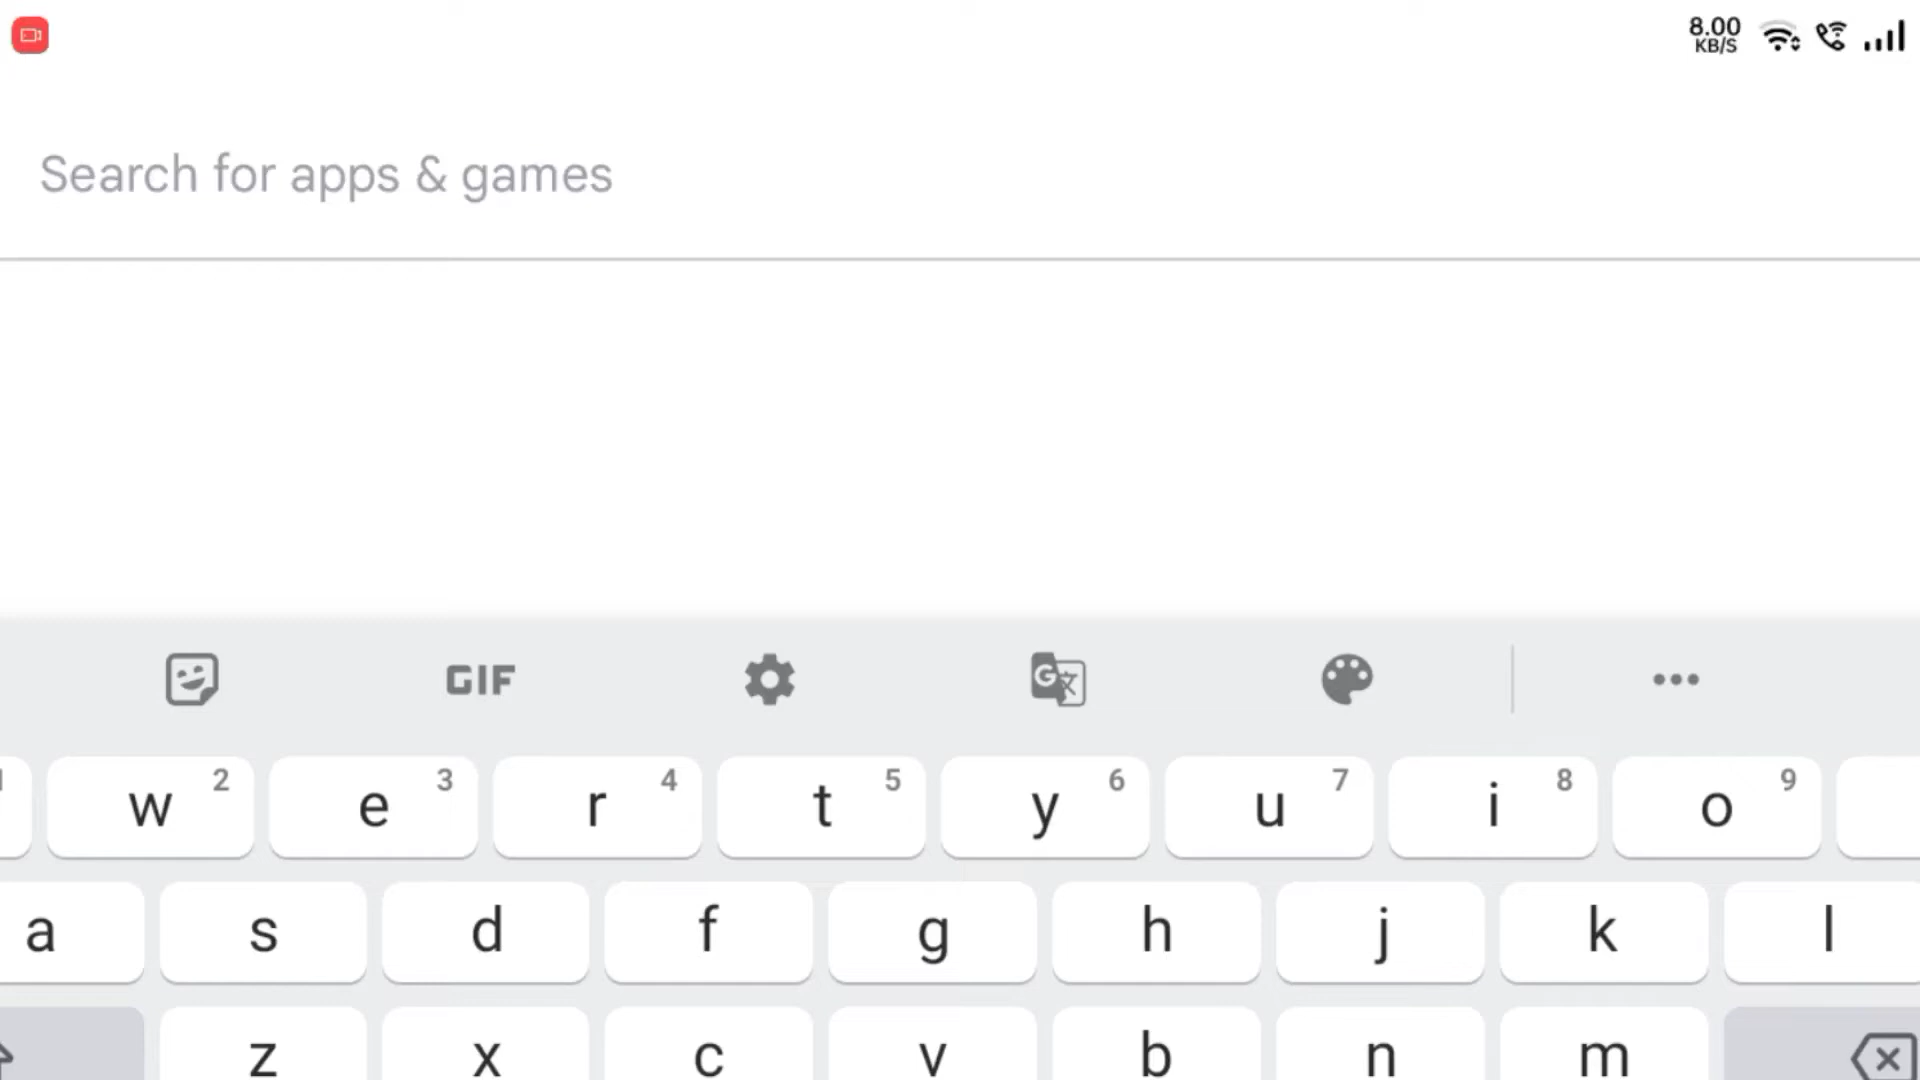 8.00
KB/S
Search for apps & games
GIF
G
w 2 e 3 r 4 t 5 y 6 u 7 i 8 o 9
a s d f g h j k l
z x c v b n m